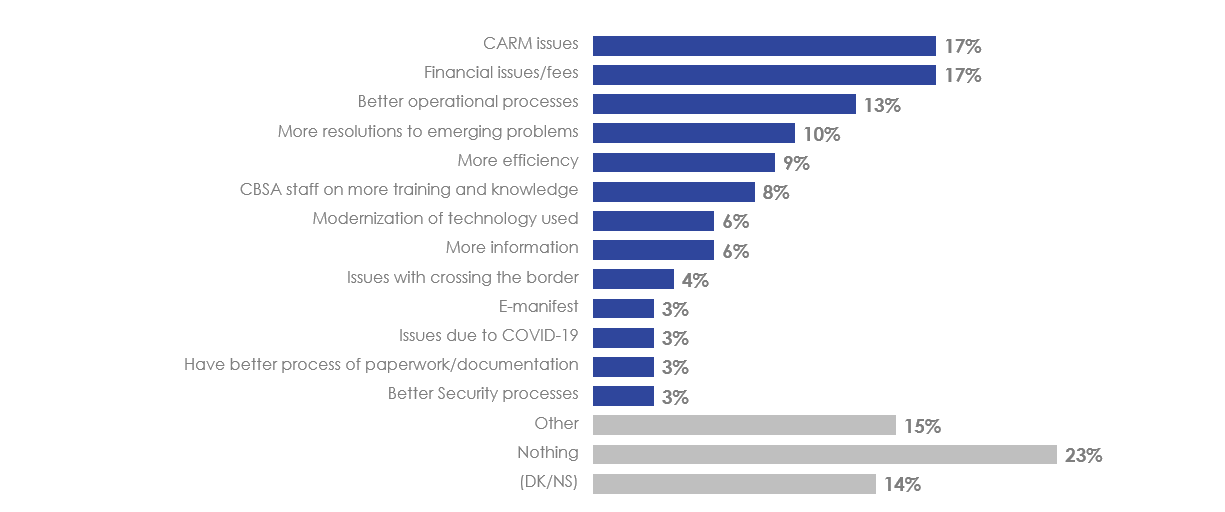 CARM issues 17%
Financial issues/fees 17%
Better operational processes 13%
More resolutions to emerging problems 10%
More efficiency 9%
CBSA staff on more training and knowledge 8%
Modernization of technology used 6%
More information 6%
Issues with crossing the border 4%
E-manifest 3%
Issues due to COVID-19 3%
Have better process of paperwork/documentation 3%
Better Security processes 3%
Other 15%
Nothing 23%
(DK/NS) 14%